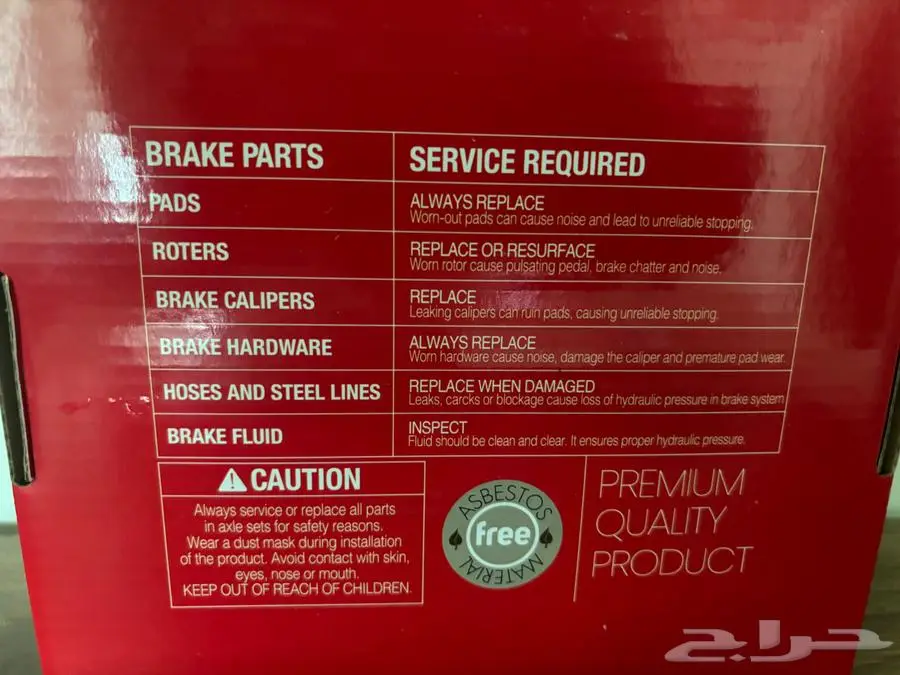 BRAKE PARTS
SERVICE REQUIRED
PADS
ALWAYS REPLACE
Worn-out pads can cause noise and lead to unreliable stopping.
ROTERS
REPLACE OR RESURFACE
Worn rotor cause pulsating pedal, brake chatter and noise.
BRAKE CALIPERS
REPLACE
Leaking calipers can ruin pads, causing unreliable stopping.
BRAKE HARDWARE
ALWAYS REPLACE
Worn hardware cause noise, damage the caliper and premature pad wear.
HOSES AND STEEL LINES
REPLACE WHEN DAMAGED
Leaks, carcks or blockage cause loss of hydraulic pressure in brake system
BRAKE FLUID
INSPECT
Fluid should be clean and clear. It ensures proper hydraulic pressure.
CAUTION
Always service or replace all parts
in axle sets for safety reasons.
Wear a dust mask during installation
of the product. Avoid contact with skin,
eyes, nose or mouth.
KEEP OUT OF REACH OF CHILDREN.
ASBESTOS
free
MATERIAL
PREMIUM
QUALITY
PRODUCT
حراج